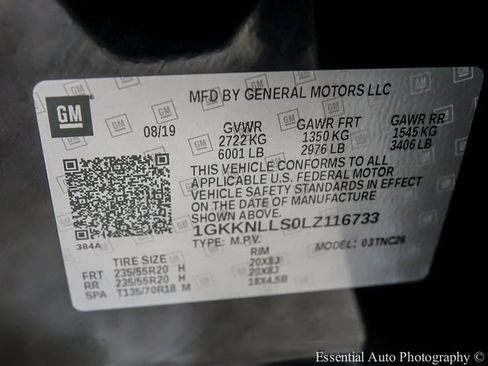 GM
MFD BY GENERAL MOTORS LLC
08/19
GVWR GAWR FRT GAWR RR
2722 KG 1350 KG 1545 KG
6001 LB 2976 LB 3406 LB
THIS VEHICLE CONFORMS TO ALL
APPLICABLE U.S. FEDERAL MOTOR
VEHICLE SAFETY STANDARDS IN EFFECT
ON THE DATE OF MANUFACTURE
SHOWN ABOVE.
1GKKNLLS0LZ116733
TYPE: M.P.V. MODEL: 03TNC26
384A
TIRE SIZE RIM
FRT 235/55R20 H 20X8J
RR 235/55R20 H 20X8J
SPA T135/70R18 M 18X4.5B
Essential Auto Photography ©